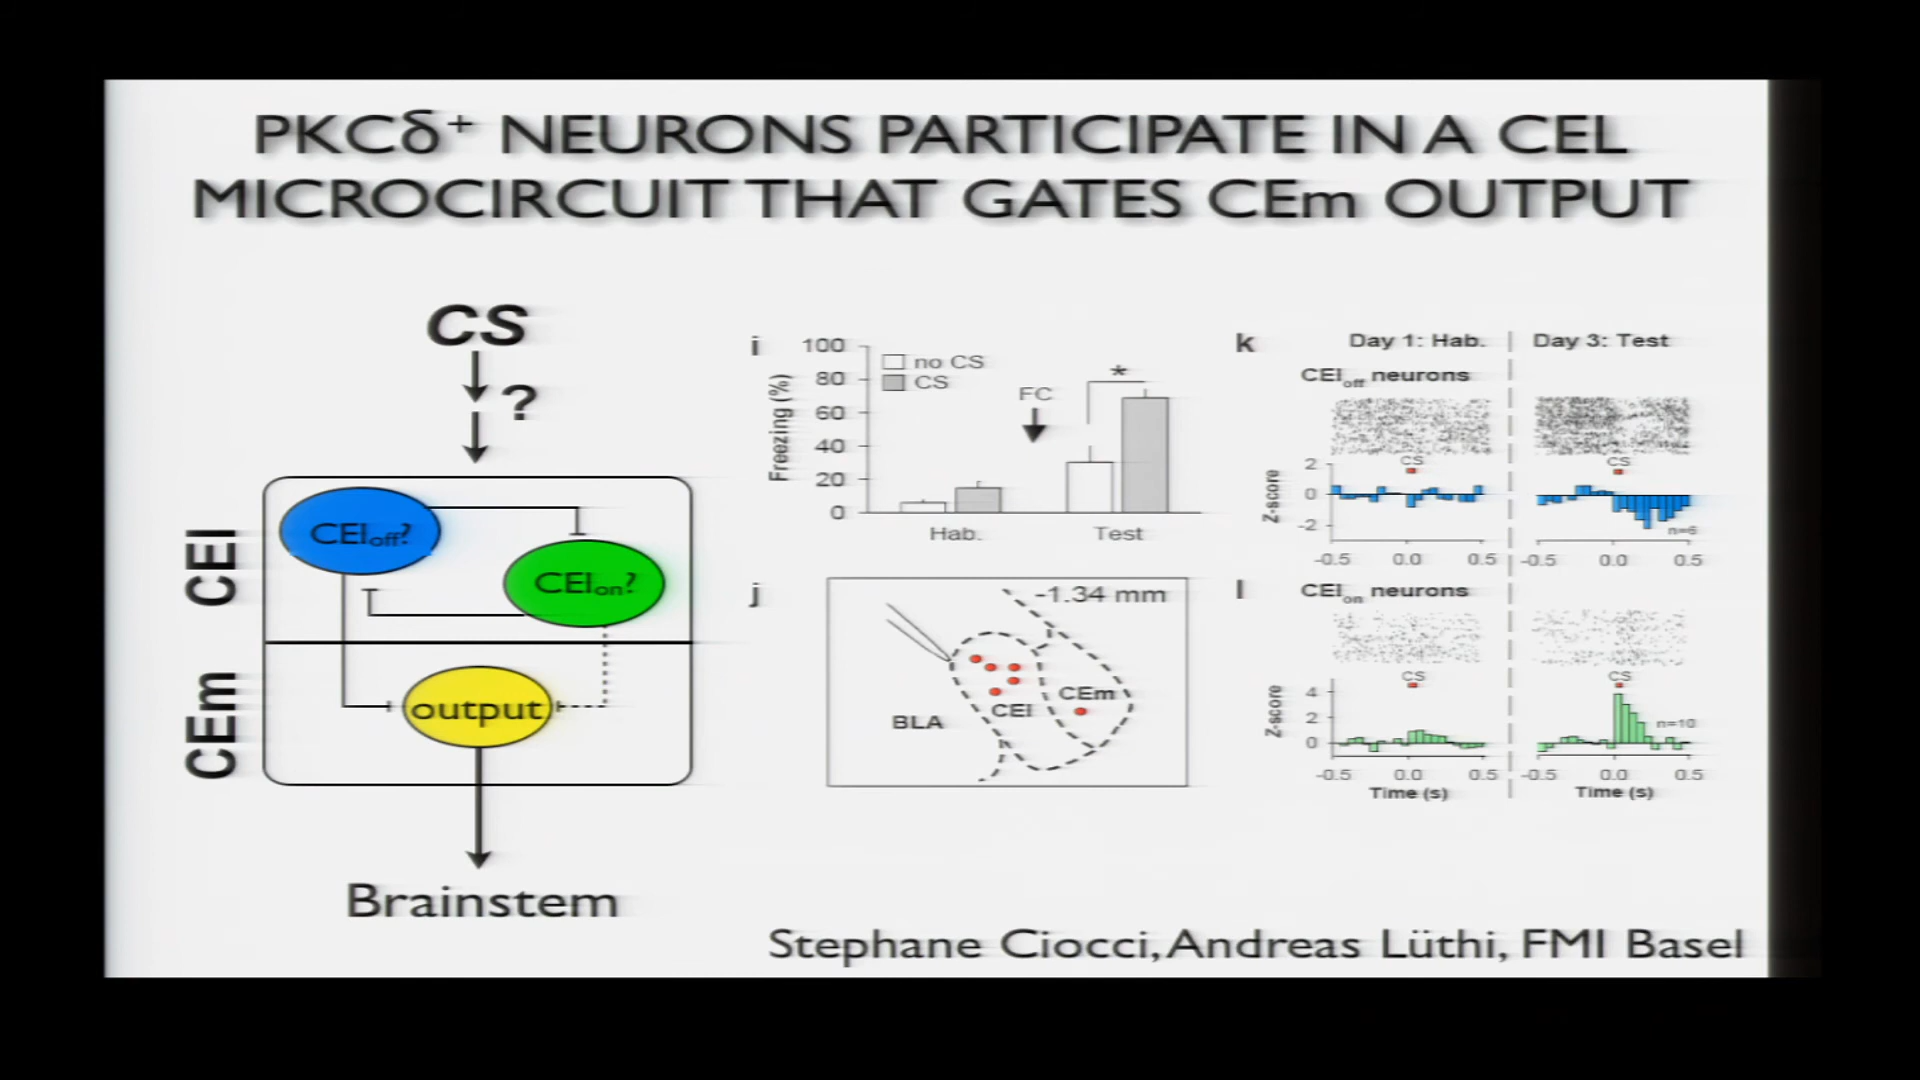 PKCδ⁺ NEURONS PARTICIPATE IN A CEL
MICROCIRCUIT THAT GATES CEm OUTPUT
CS
?
CEl
CEloff?
CElon?
CEm
output
Brainstem
i
Freezing (%)
100
80
60
40
20
0
no CS
CS
FC
*
Hab.
Test
j
-1.34 mm
BLA
CEl
CEm
k
Day 1: Hab.
Day 3: Test
CEloff neurons
Z-score
2
0
-2
CS
CS
n=6
-0.5 0.0 0.5
-0.5 0.0 0.5
l
CElon neurons
Z-score
4
2
0
CS
CS
n=10
-0.5 0.0 0.5
-0.5 0.0 0.5
Time (s)
Time (s)
Stephane Ciocci, Andreas Lüthi, FMI Basel